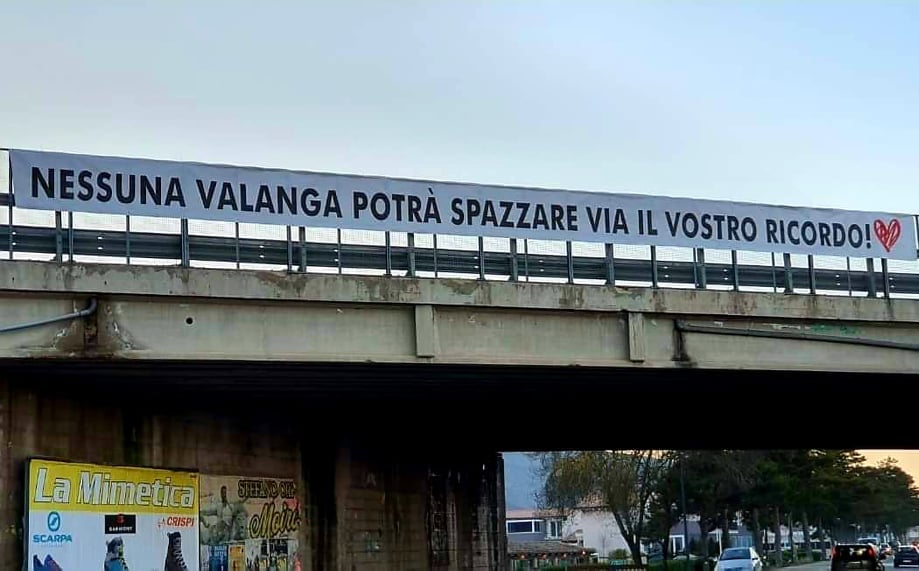 NESSUNA VALANGA POTRÀ SPAZZARE VIA IL VOSTRO RICORDO!
La Mimetica
SCARPA
CRISPI